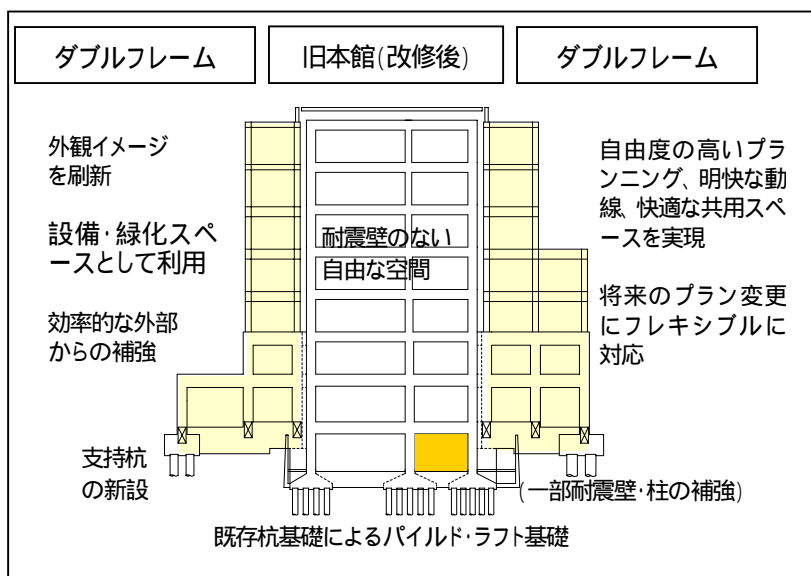 ダブルフレーム
旧本館(改修後)
ダブルフレーム
外観イメージ
を刷新
設備･緑化スペ
ースとして利用
効率的な外部
からの補強
耐震壁のない
自由な空間
自由度の高いプラ
ンニング、明快な動
線、快適な共用スペ
ースを実現
将来のプラン変更
にフレキシブルに
対応
支持杭
の新設
(一部耐震壁･柱の補強)
既存杭基礎によるパイルド･ラフト基礎